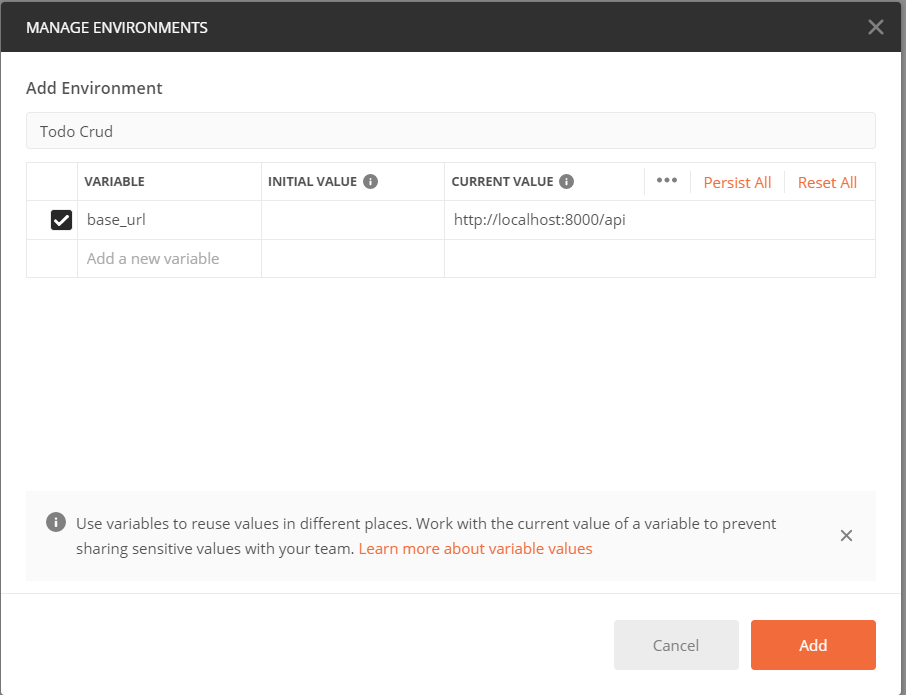 MANAGE ENVIRONMENTS
Add Environment
Todo Crud
VARIABLE INITIAL VALUE CURRENT VALUE Persist All Reset All
base_url http://localhost:8000/api
Add a new variable
Use variables to reuse values in different places. Work with the current value of a variable to prevent
sharing sensitive values with your team. Learn more about variable values
Cancel Add